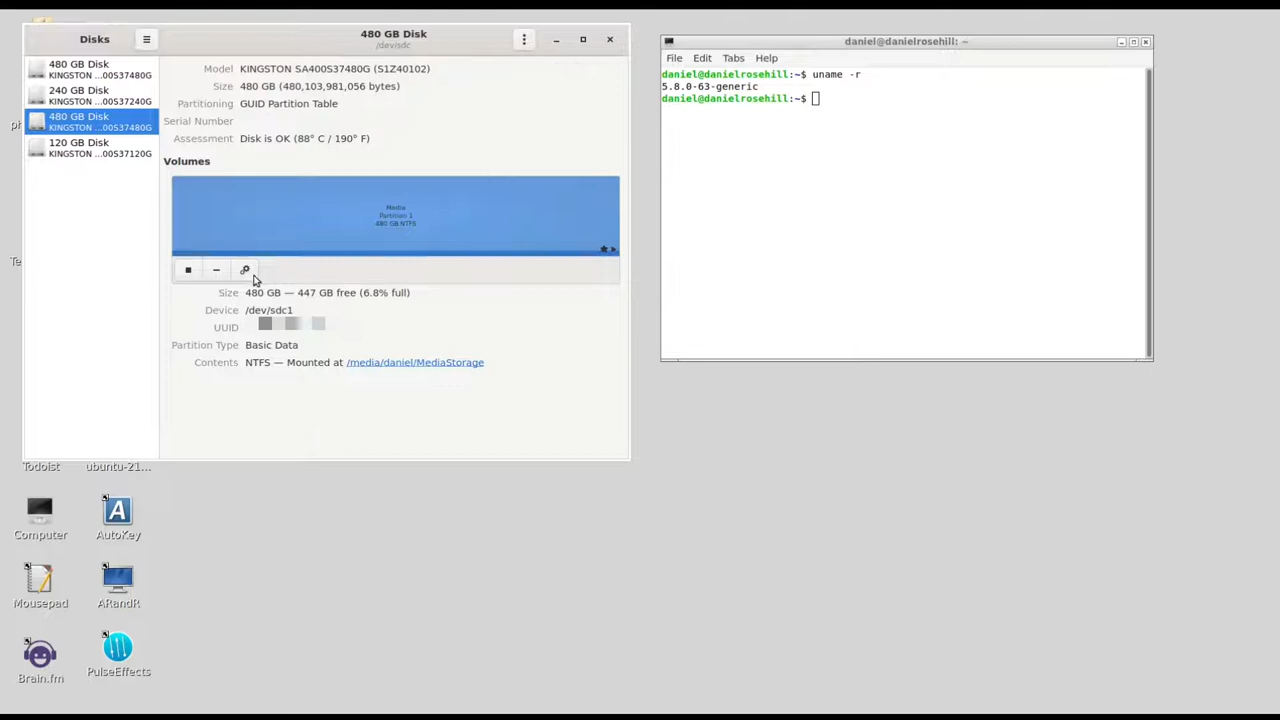 Disks
480 GB Disk
/dev/sdc
480 GB Disk
KINGSTON ...00S37480G
240 GB Disk
KINGSTON ...00S37240G
480 GB Disk
KINGSTON ...00S37480G
120 GB Disk
KINGSTON ...00S37120G
Model KINGSTON SA400S37480G (S1Z40102)
Size 480 GB (480,103,981,056 bytes)
Partitioning GUID Partition Table
Serial Number
Assessment Disk is OK (88° C / 190° F)
Volumes
Media
Partition 1
480 GB NTFS
Size 480 GB — 447 GB free (6.8% full)
Device /dev/sdc1
UUID
Partition Type Basic Data
Contents NTFS — Mounted at /media/daniel/MediaStorage
daniel@danielrosehill: ~
File Edit Tabs Help
daniel@danielrosehill:~$ uname -r
5.8.0-63-generic
daniel@danielrosehill:~$
Todoist
ubuntu-21...
Computer
AutoKey
Mousepad
ARandR
Brain.fm
PulseEffects